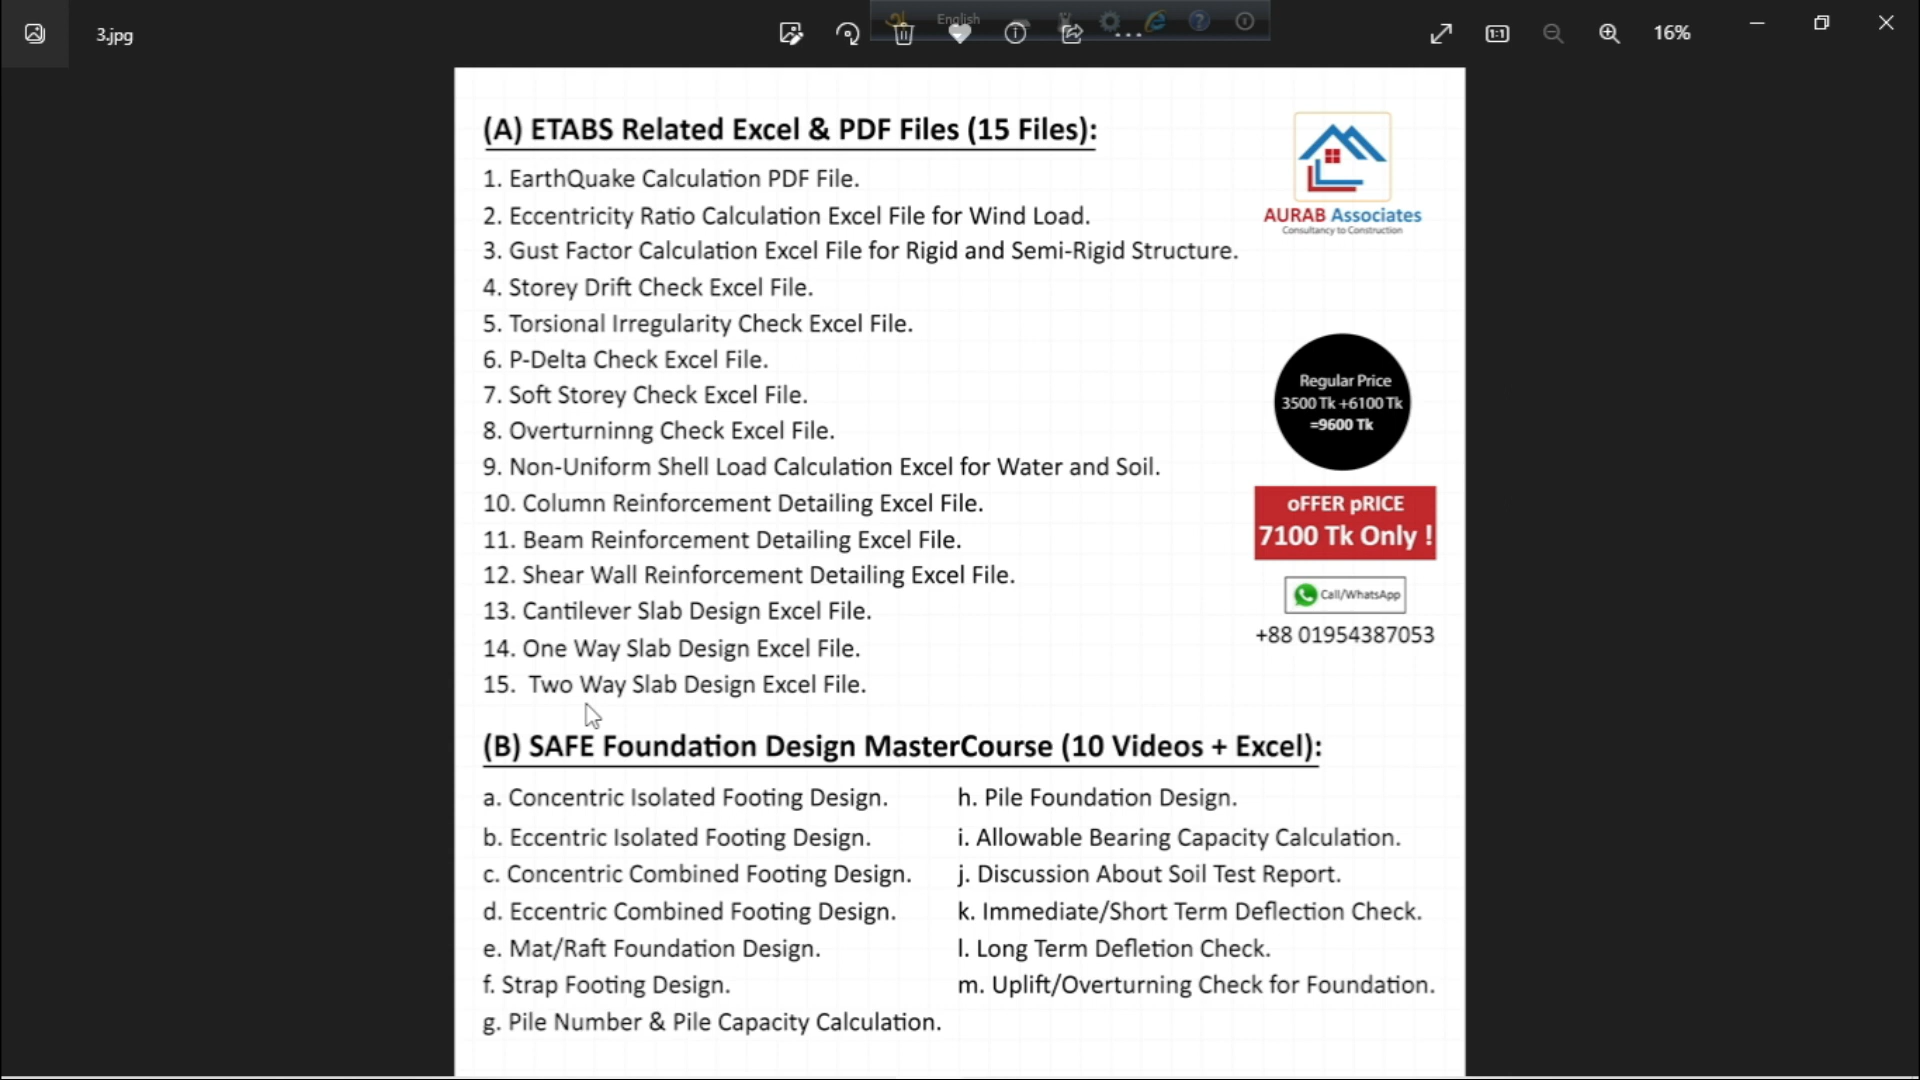 3.jpg
English
16%
(A) ETABS Related Excel & PDF Files (15 Files):
1. EarthQuake Calculation PDF File.
2. Eccentricity Ratio Calculation Excel File for Wind Load.
3. Gust Factor Calculation Excel File for Rigid and Semi-Rigid Structure.
4. Storey Drift Check Excel File.
5. Torsional Irregularity Check Excel File.
6. P-Delta Check Excel File.
7. Soft Storey Check Excel File.
8. Overturninng Check Excel File.
9. Non-Uniform Shell Load Calculation Excel for Water and Soil.
10. Column Reinforcement Detailing Excel File.
11. Beam Reinforcement Detailing Excel File.
12. Shear Wall Reinforcement Detailing Excel File.
13. Cantilever Slab Design Excel File.
14. One Way Slab Design Excel File.
15. Two Way Slab Design Excel File.
AURAB Associates
Consultancy to Construction
Regular Price
3500 Tk +6100 Tk
=9600 Tk
oFFER pRICE
7100 Tk Only !
Call/WhatsApp
+88 01954387053
(B) SAFE Foundation Design MasterCourse (10 Videos + Excel):
a. Concentric Isolated Footing Design.
b. Eccentric Isolated Footing Design.
c. Concentric Combined Footing Design.
d. Eccentric Combined Footing Design.
e. Mat/Raft Foundation Design.
f. Strap Footing Design.
g. Pile Number & Pile Capacity Calculation.
h. Pile Foundation Design.
i. Allowable Bearing Capacity Calculation.
j. Discussion About Soil Test Report.
k. Immediate/Short Term Deflection Check.
l. Long Term Defletion Check.
m. Uplift/Overturning Check for Foundation.